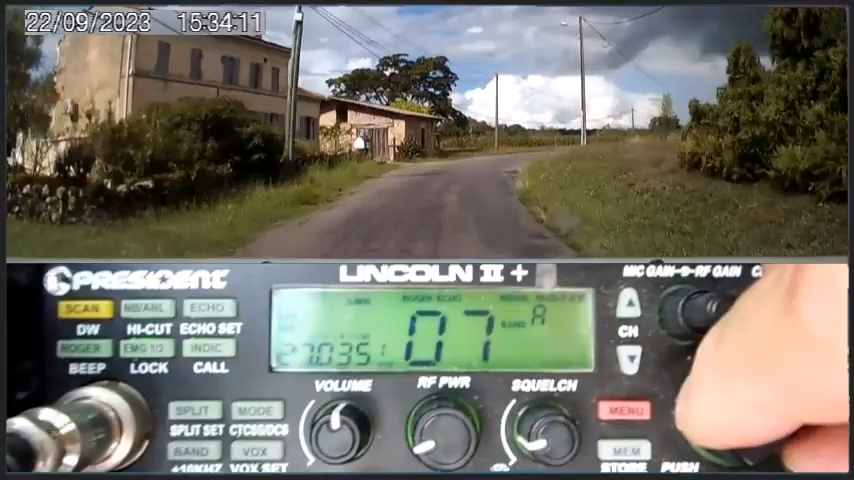 22/09/2023 15:34:11
PRESIDENT LINCOLN II + MIC GAIN RF GAIN
SCAN NB/ANL ECHO
DW HI-CUT ECHO SET
ROGER EMG 1/2 INDIC
BEEP LOCK CALL
ROGER ECHO
07 BAND A
27.035
CH
VOLUME RF PWR SQUELCH
SPLIT MODE
SPLIT SET CTCSS/DCS
BAND VOX
+10KHZ VOX SET
MENU
MEM
STORE PUSH